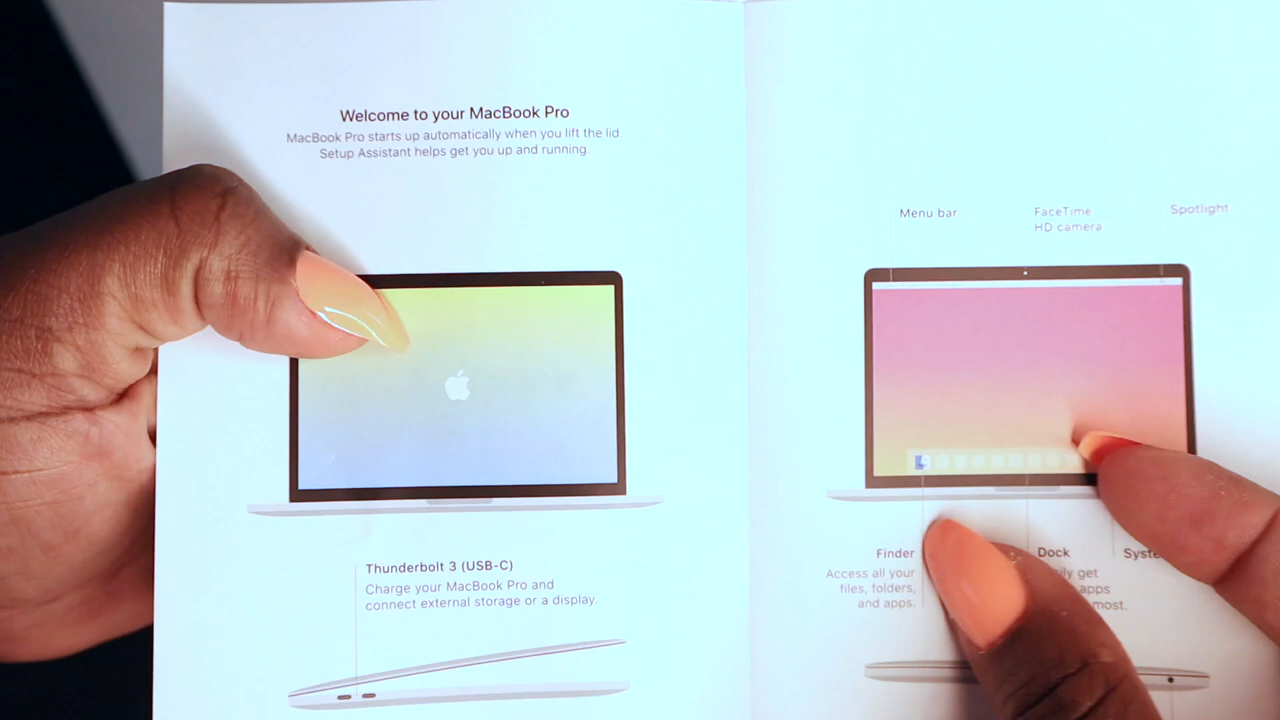 Welcome to your MacBook Pro
MacBook Pro starts up automatically when you lift the lid.
Setup Assistant helps get you up and running.
Thunderbolt 3 (USB-C)
Charge your MacBook Pro and
connect external storage or a display.
Menu bar
FaceTime
HD camera
Spotlight
Finder
Access all your
files, folders,
and apps.
Dock
get
apps
most.